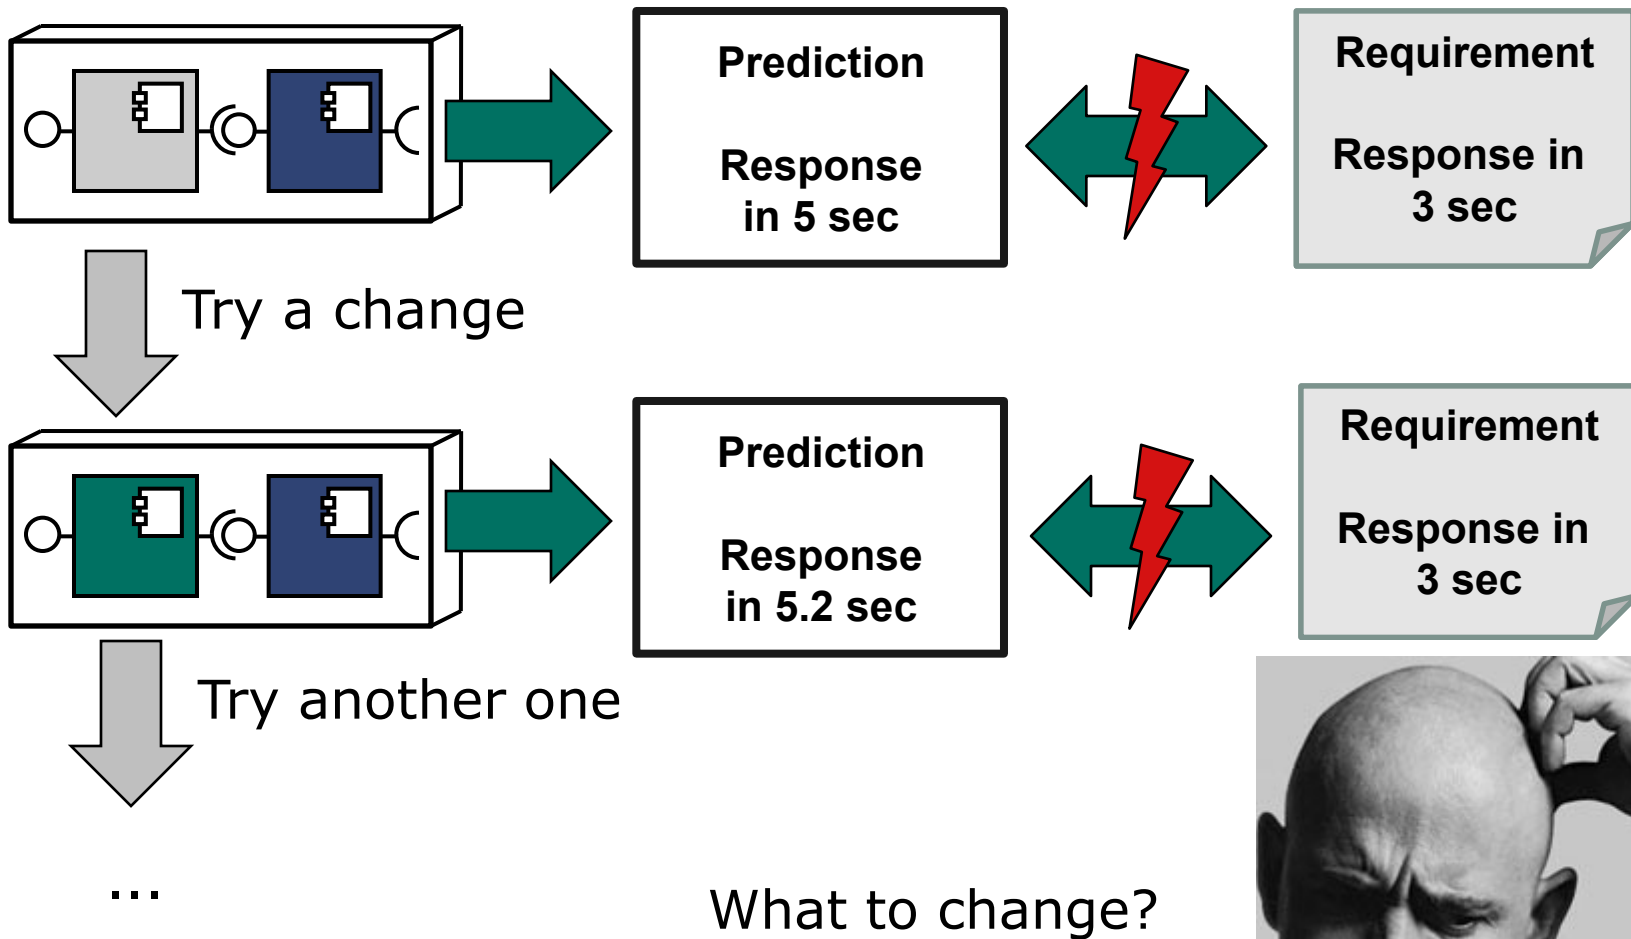 Prediction
Response
in 5 sec
Requirement
Response in
3 sec
Try a change
Prediction
Response
in 5.2 sec
Requirement
Response in
3 sec
Try another one
...
What to change?